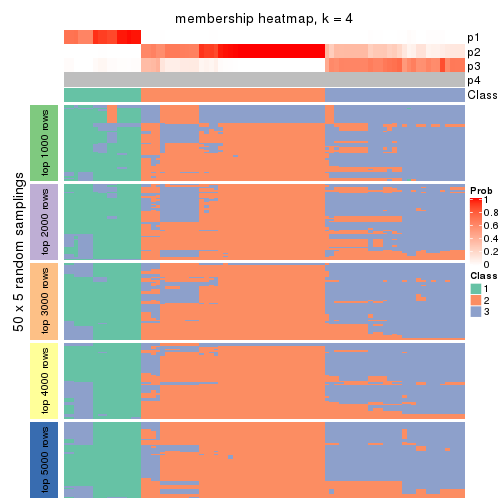 membership heatmap, k = 4
p1
p2
p3
p4
Class
50 x 5 random samplings
top 1000 rows
top 2000 rows
top 3000 rows
top 4000 rows
top 5000 rows
Prob
1
0.8
0.6
0.4
0.2
0
Class
1
2
3